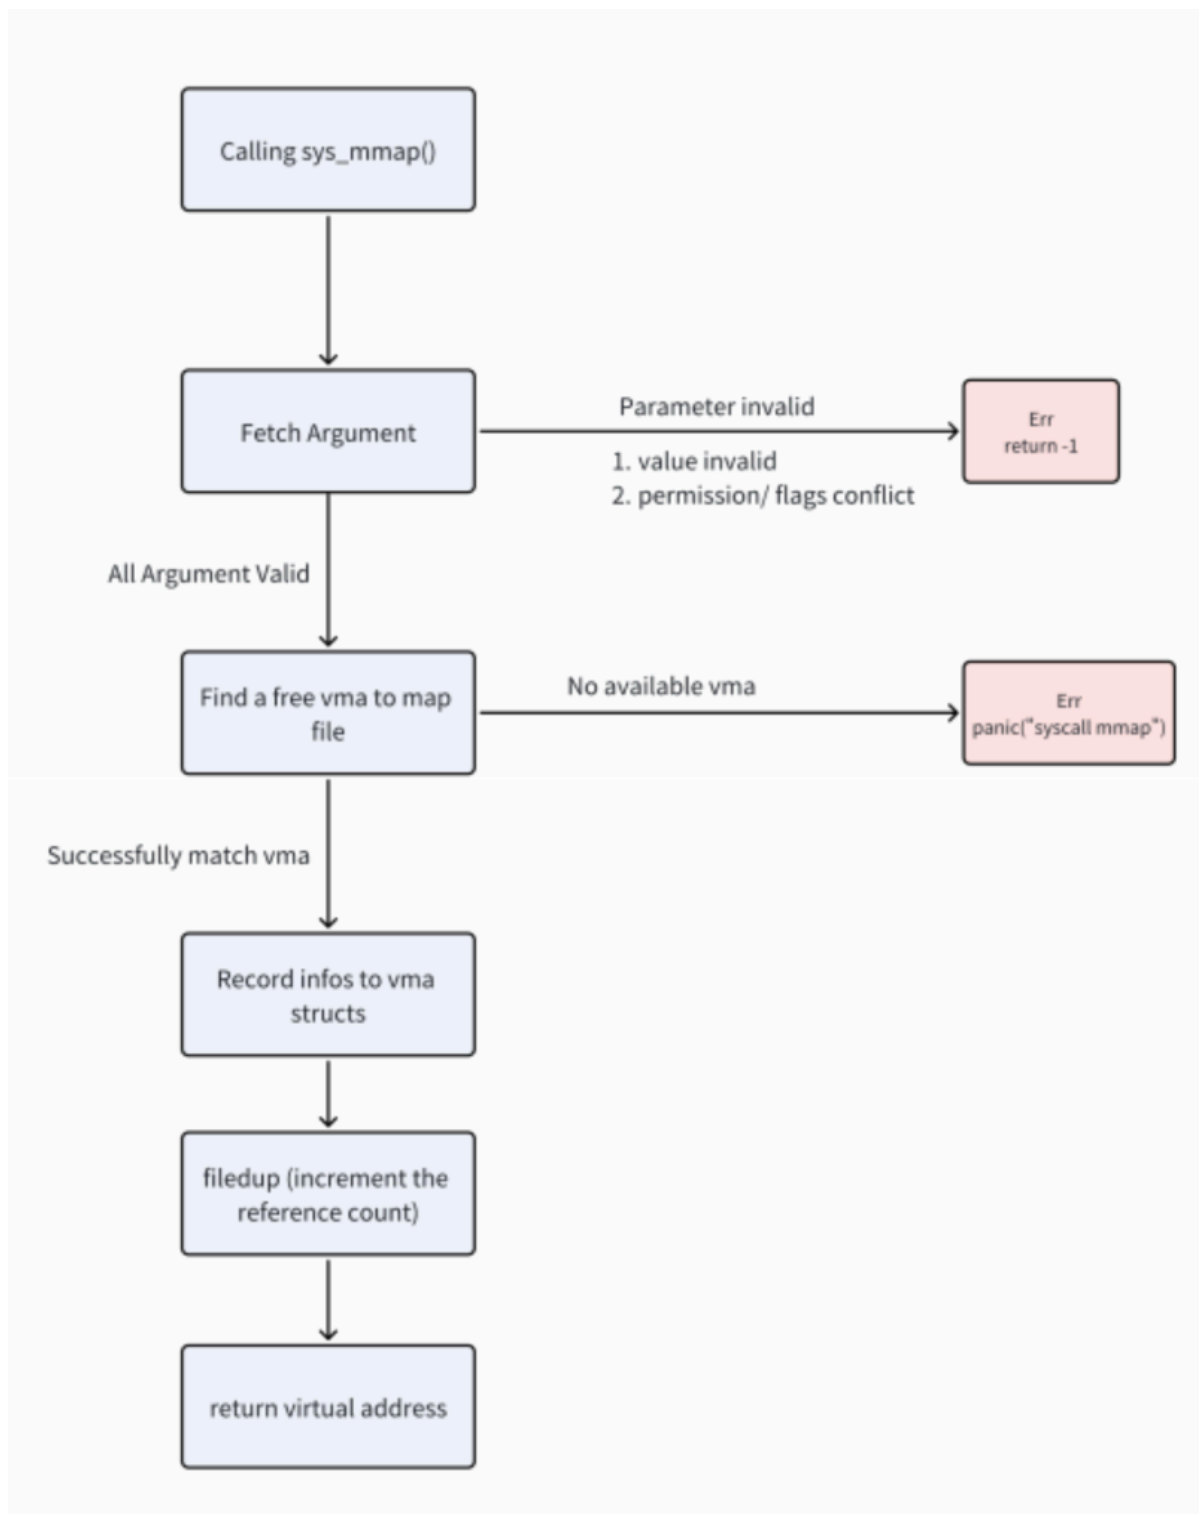 Calling sys_mmap()
Fetch Argument
Parameter invalid
1. value invalid
2. permission/ flags conflict
Err
return -1
All Argument Valid
Find a free vma to map
file
No available vma
Err
panic("syscall mmap")
Successfully match vma
Record infos to vma
structs
filedup (increment the
reference count)
return virtual address